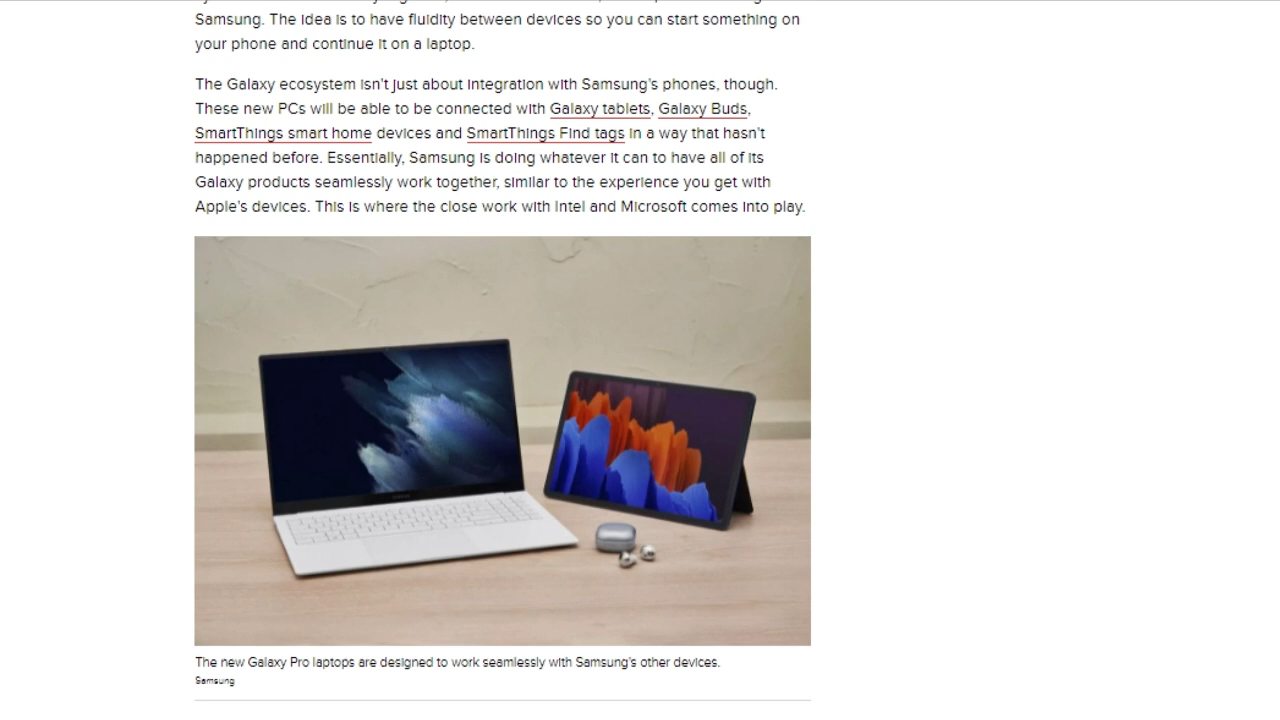 Samsung. The idea is to have fluidity between devices so you can start something on
your phone and continue it on a laptop.
The Galaxy ecosystem isn't just about integration with Samsung's phones, though.
These new PCs will be able to be connected with Galaxy tablets, Galaxy Buds,
SmartThings smart home devices and SmartThings Find tags in a way that hasn't
happened before. Essentially, Samsung is doing whatever it can to have all of its
Galaxy products seamlessly work together, similar to the experience you get with
Apple's devices. This is where the close work with Intel and Microsoft comes into play.
The new Galaxy Pro laptops are designed to work seamlessly with Samsung's other devices.
Samsung